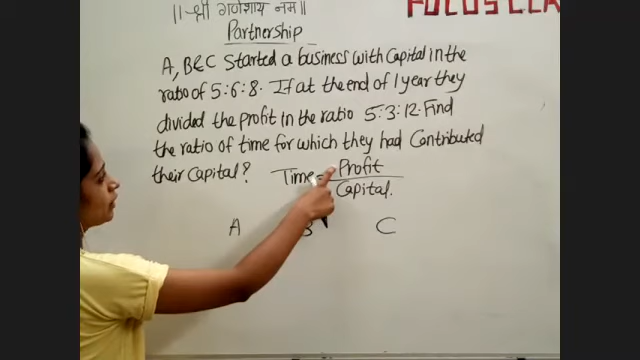 ॥ श्री गणेशाय नमः॥
FOCUS CLA
Partnership
A, B & C Started a business with Capital in the
ratio of 5:6:8. If at the end of 1 year they
divided the Profit in the ratio 5:3:12. Find
the ratio of time for which they had Contributed
their Capital?
Time = Profit
Capital.
A B C